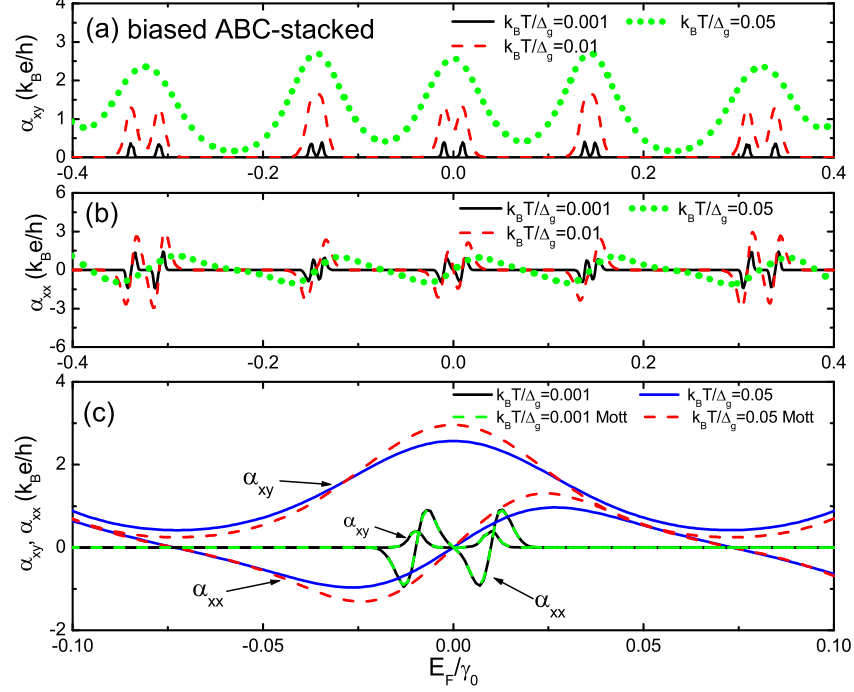 (a) biased ABC-stacked
k_BT/Δ_g=0.001 k_BT/Δ_g=0.05
k_BT/Δ_g=0.01
α_xy (k_Be/h)
4
3
2
1
0
-0.4 -0.2 0.0 0.2 0.4
(b)
k_BT/Δ_g=0.001 k_BT/Δ_g=0.05
k_BT/Δ_g=0.01
α_xx (k_Be/h)
6
3
0
-3
-6
-0.4 -0.2 0.0 0.2 0.4
(c)
k_BT/Δ_g=0.001 k_BT/Δ_g=0.05
k_BT/Δ_g=0.001 Mott k_BT/Δ_g=0.05 Mott
α_xy, α_xx (k_Be/h)
4
2
0
-2
α_xy
α_xy
α_xx
α_xx
-0.10 -0.05 0.00 0.05 0.10
E_F/γ_0